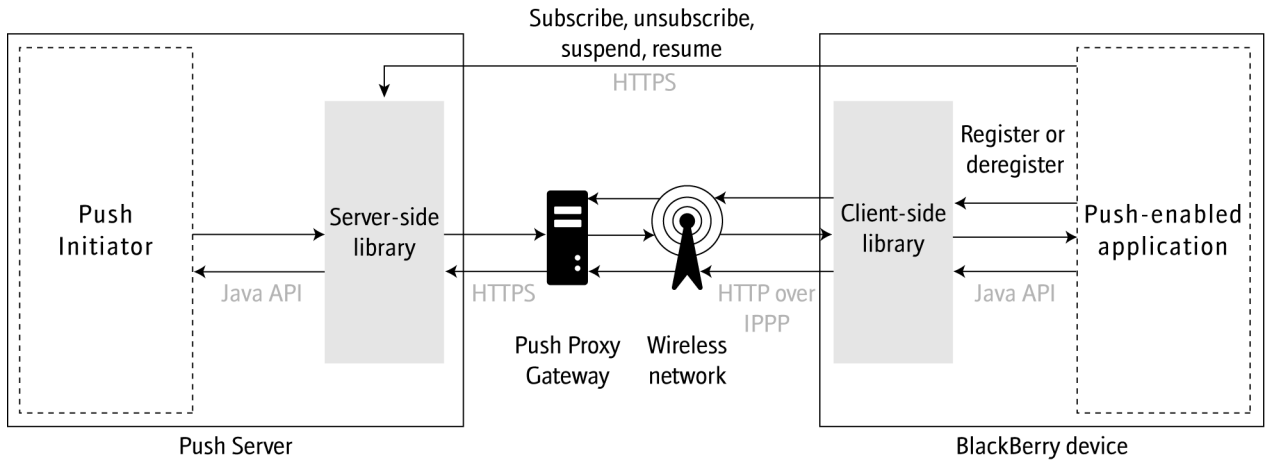 Subscribe, unsubscribe,
suspend, resume
HTTPS
Register or
deregister
Push
Initiator
Server-side
library
Client-side
library
Push-enabled
application
Java API
HTTPS
HTTP over
IPPP
Java API
Push Proxy
Gateway
Wireless
network
Push Server
BlackBerry device